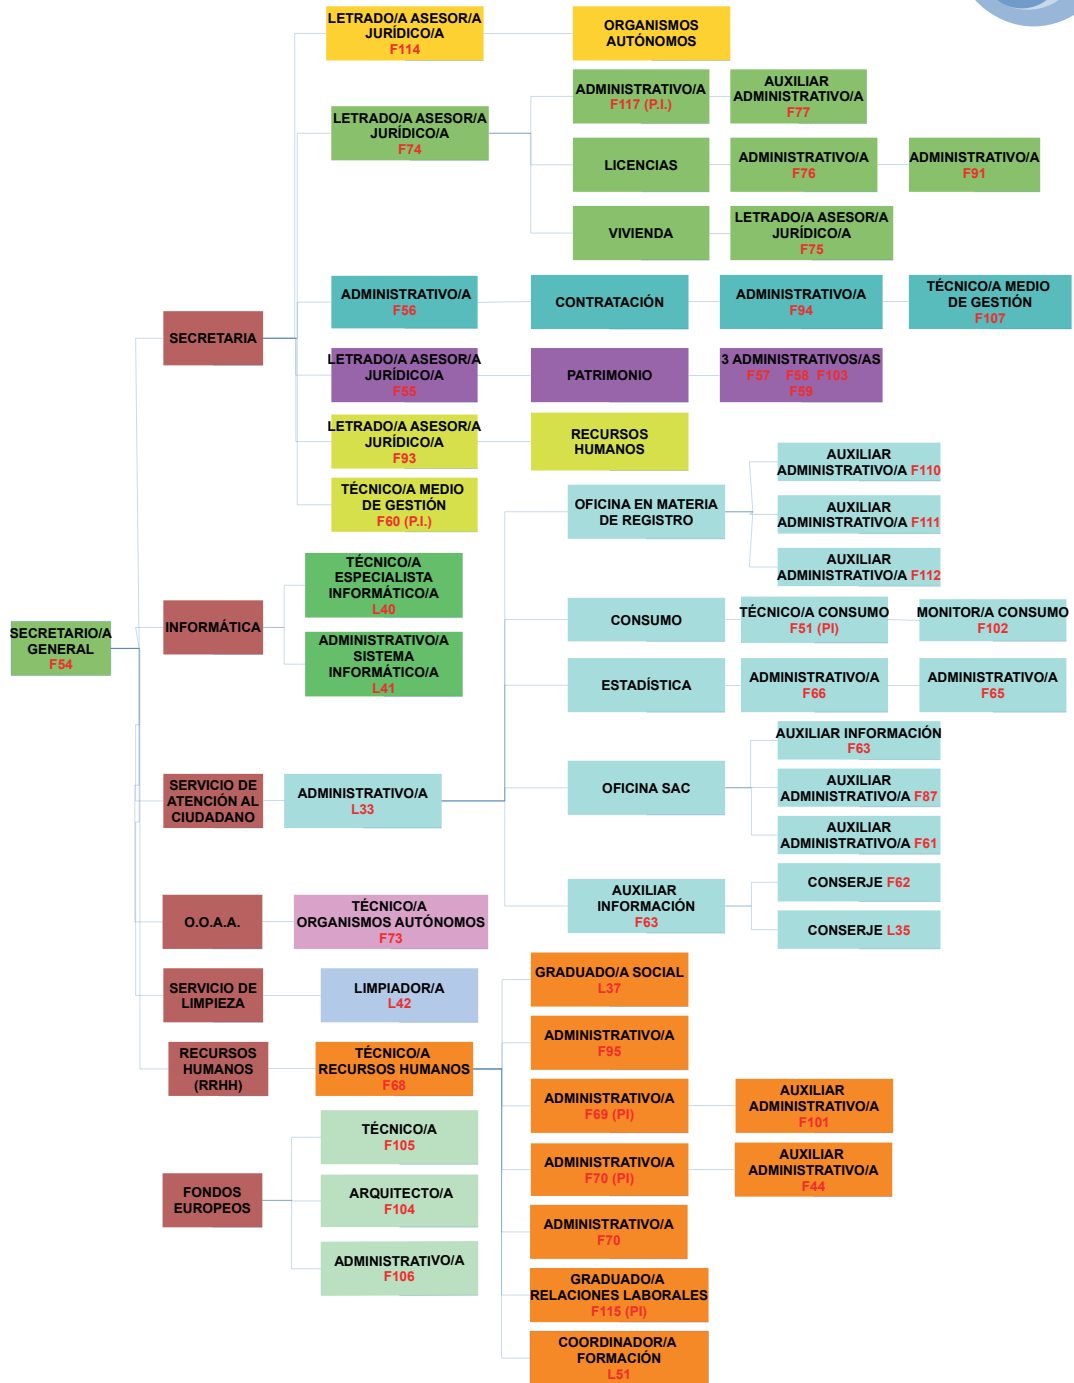 LETRADO/A ASESOR/A
JURÍDICO/A
F114
ORGANISMOS
AUTÓNOMOS
ADMINISTRATIVO/A
F117 (P.I.)
AUXILIAR
ADMINISTRATIVO/A
F77
LETRADO/A ASESOR/A
JURÍDICO/A
F74
LICENCIAS
ADMINISTRATIVO/A
F76
ADMINISTRATIVO/A
F91
VIVIENDA
LETRADO/A ASESOR/A
JURÍDICO/A
F75
SECRETARIA
ADMINISTRATIVO/A
F56
CONTRATACIÓN
ADMINISTRATIVO/A
F94
TÉCNICO/A MEDIO
DE GESTIÓN
F107
LETRADO/A ASESOR/A
JURÍDICO/A
F55
PATRIMONIO
3 ADMINISTRATIVOS/AS
F57 F58 F103
F59
LETRADO/A ASESOR/A
JURÍDICO/A
F93
RECURSOS
HUMANOS
TÉCNICO/A MEDIO
DE GESTIÓN
F60 (P.I.)
SECRETARIO/A
GENERAL
F54
INFORMÁTICA
TÉCNICO/A
ESPECIALISTA
INFORMÁTICO/A
L40
ADMINISTRATIVO/A
SISTEMA
INFORMÁTICO/A
L41
SERVICIO DE
ATENCIÓN AL
CIUDADANO
ADMINISTRATIVO/A
L33
OFICINA EN MATERIA
DE REGISTRO
AUXILIAR
ADMINISTRATIVO/A F110
AUXILIAR
ADMINISTRATIVO/A F111
AUXILIAR
ADMINISTRATIVO/A F112
CONSUMO
TÉCNICO/A CONSUMO
F51 (PI)
MONITOR/A CONSUMO
F102
ESTADÍSTICA
ADMINISTRATIVO/A
F66
ADMINISTRATIVO/A
F65
OFICINA SAC
AUXILIAR INFORMACIÓN
F63
AUXILIAR
ADMINISTRATIVO/A F87
AUXILIAR
ADMINISTRATIVO/A F61
AUXILIAR
INFORMACIÓN
F63
CONSERJE F62
CONSERJE L35
O.O.A.A.
TÉCNICO/A
ORGANISMOS AUTÓNOMOS
F73
SERVICIO DE
LIMPIEZA
LIMPIADOR/A
L42
RECURSOS
HUMANOS
(RRHH)
TÉCNICO/A
RECURSOS HUMANOS
F68
GRADUADO/A SOCIAL
L37
ADMINISTRATIVO/A
F95
ADMINISTRATIVO/A
F69 (PI)
AUXILIAR
ADMINISTRATIVO/A
F101
ADMINISTRATIVO/A
F70 (PI)
AUXILIAR
ADMINISTRATIVO/A
F44
ADMINISTRATIVO/A
F70
GRADUADO/A
RELACIONES LABORALES
F115 (PI)
COORDINADOR/A
FORMACIÓN
L51
FONDOS
EUROPEOS
TÉCNICO/A
F105
ARQUITECTO/A
F104
ADMINISTRATIVO/A
F106